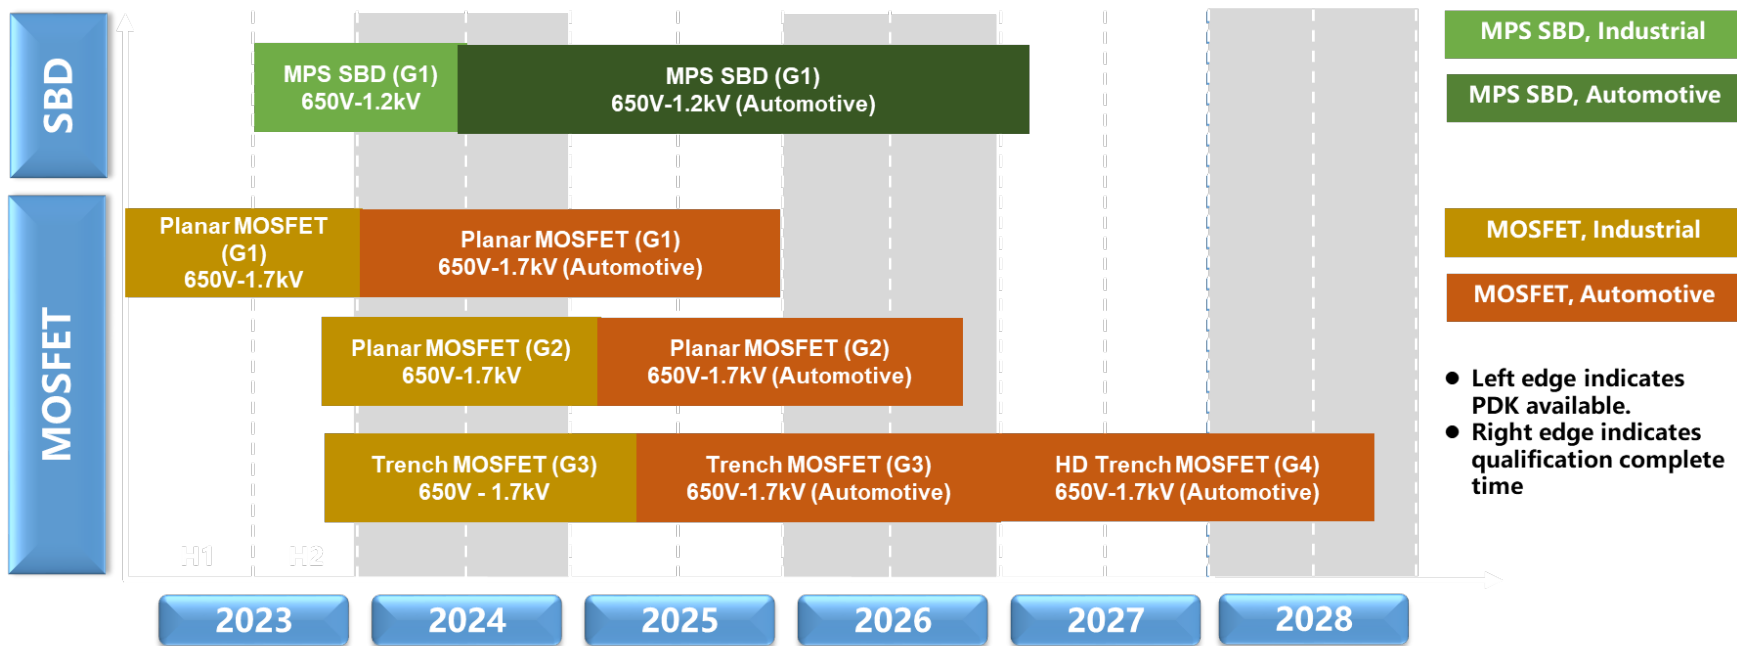 SBD
MPS SBD (G1)
650V-1.2kV
MPS SBD (G1)
650V-1.2kV (Automotive)
MOSFET
Planar MOSFET
(G1)
650V-1.7kV
Planar MOSFET (G1)
650V-1.7kV (Automotive)
Planar MOSFET (G2)
650V-1.7kV
Planar MOSFET (G2)
650V-1.7kV (Automotive)
Trench MOSFET (G3)
650V - 1.7kV
Trench MOSFET (G3)
650V-1.7kV (Automotive)
HD Trench MOSFET (G4)
650V-1.7kV (Automotive)
H1
H2
2023
2024
2025
2026
2027
2028
MPS SBD, Industrial
MPS SBD, Automotive
MOSFET, Industrial
MOSFET, Automotive
● Left edge indicates
PDK available.
● Right edge indicates
qualification complete
time